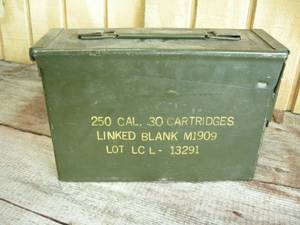 250 CAL. 30 CARTRIDGES
LINKED BLANK M1909
LOT LC L - 13291